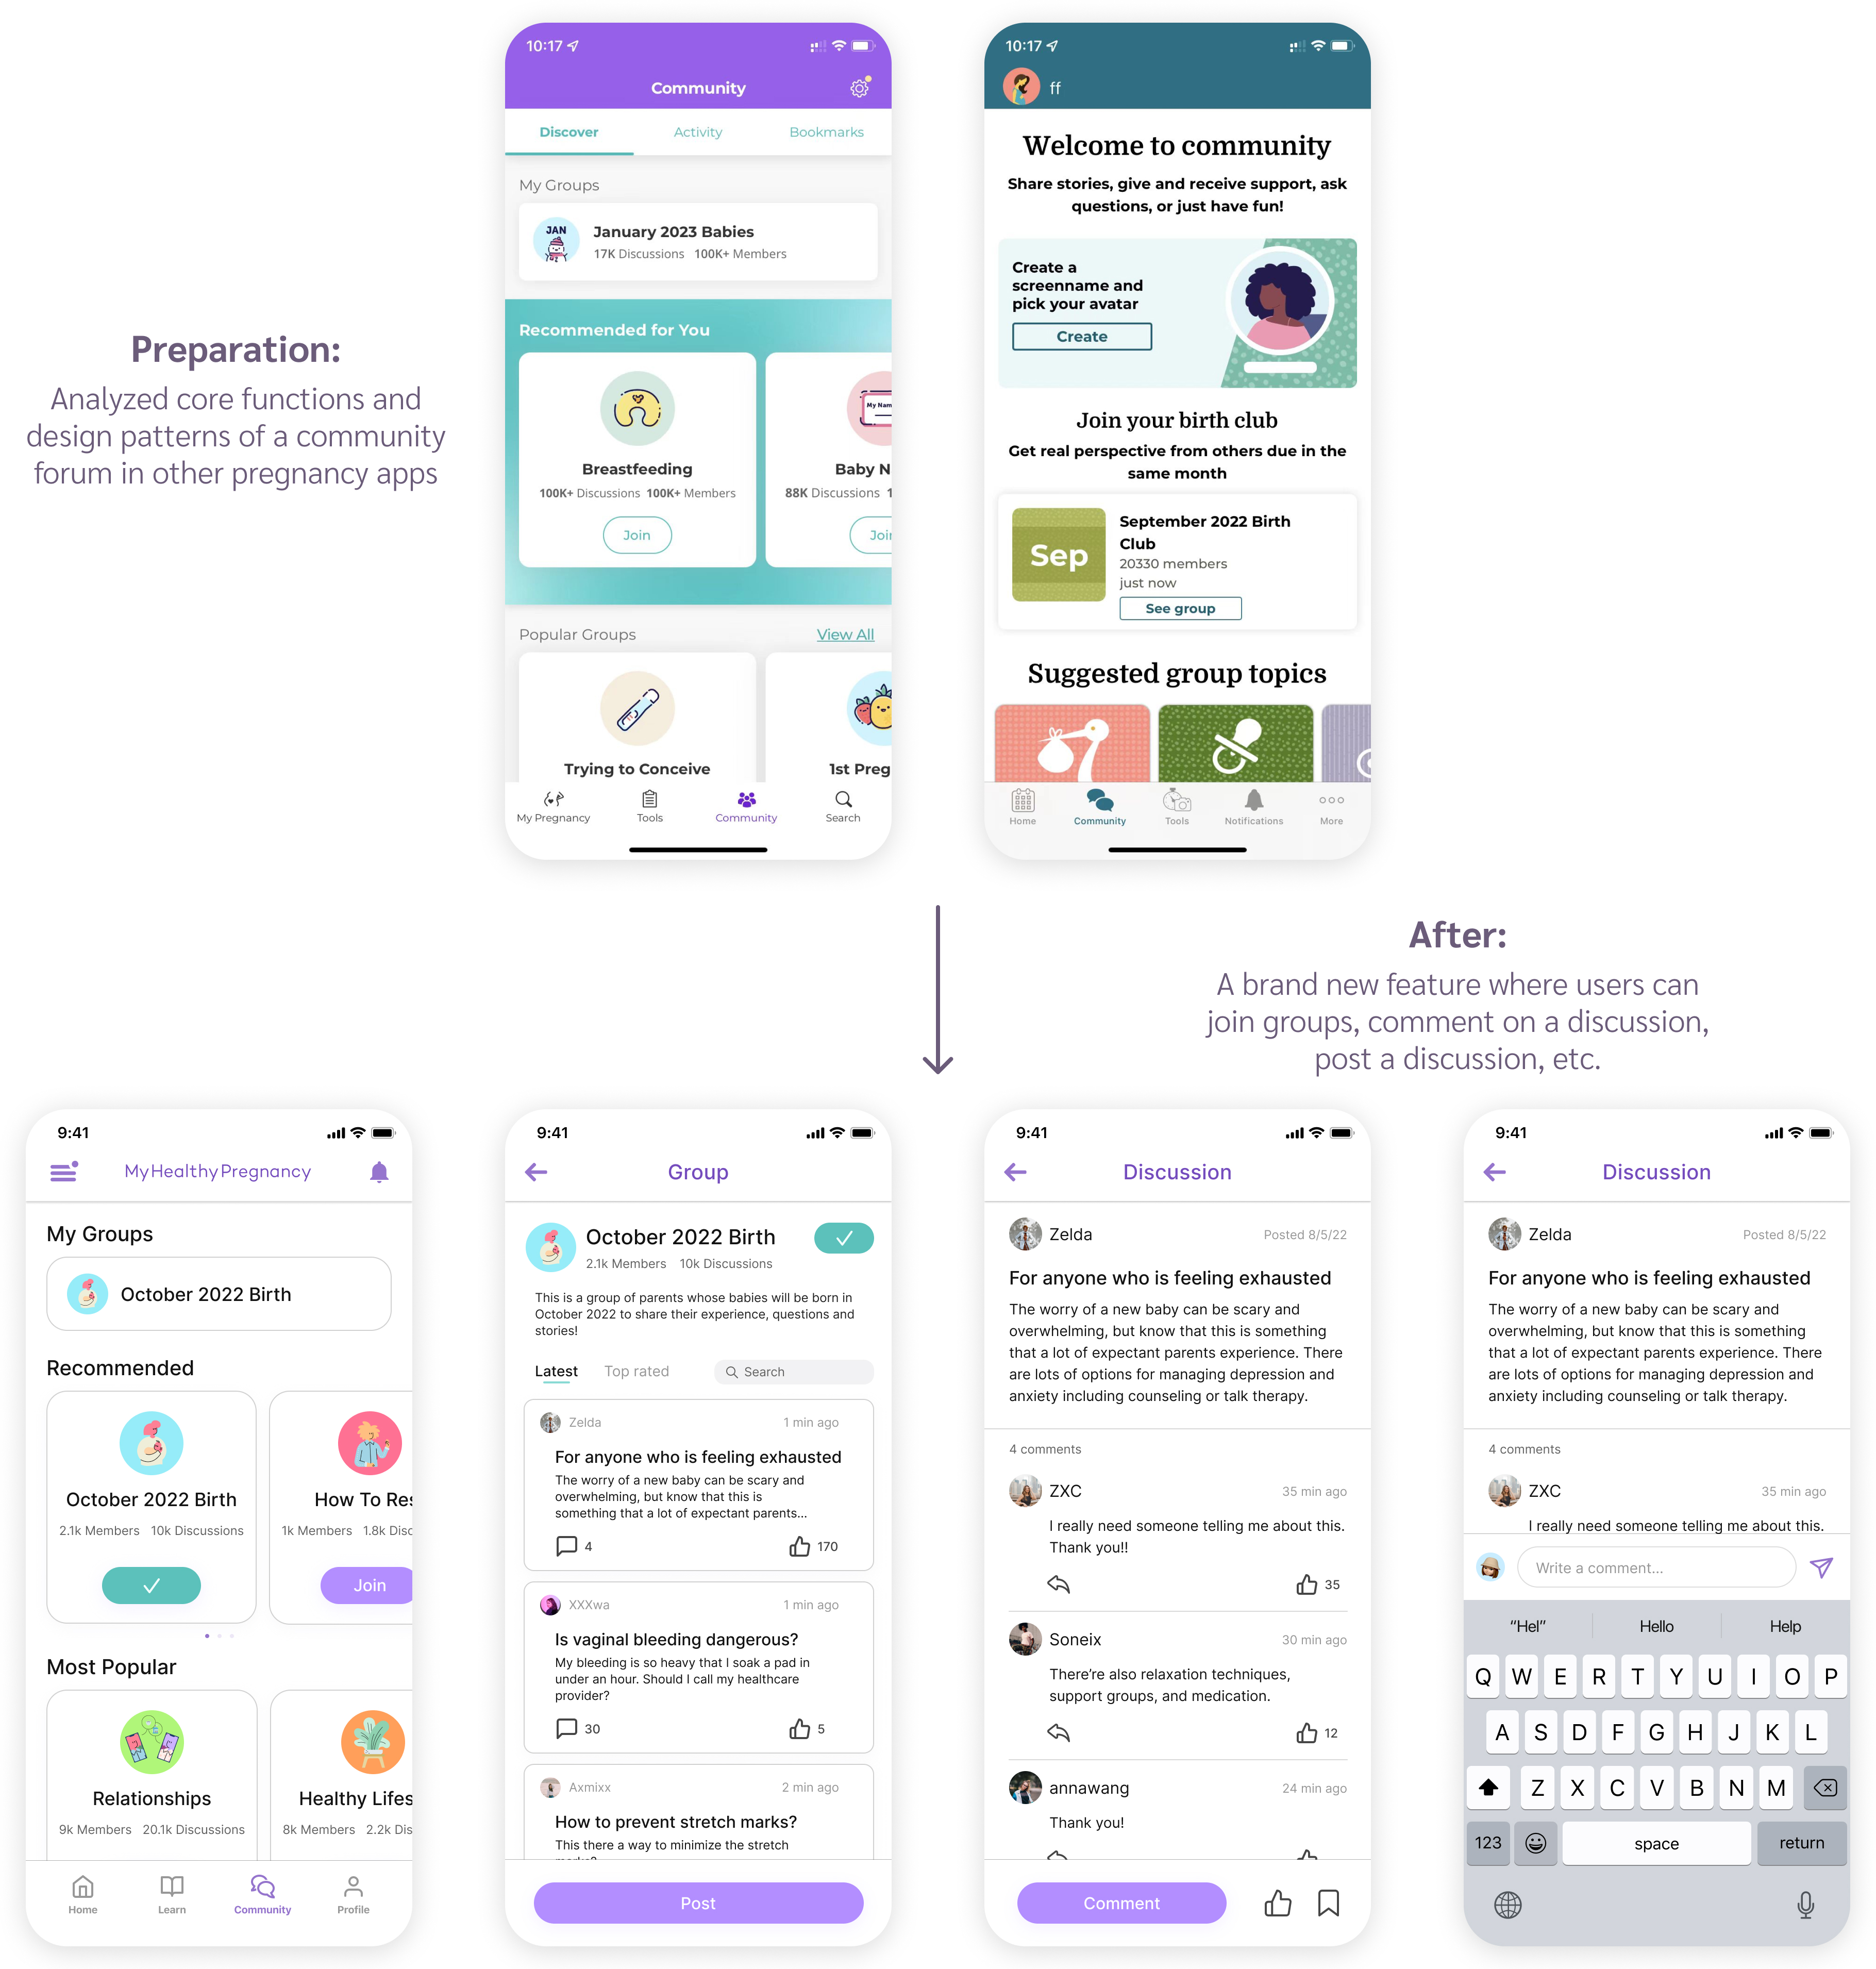 Preparation:
Analyzed core functions and
design patterns of a community
forum in other pregnancy apps
10:17
Community
Discover
Activity
Bookmarks
My Groups
JAN
January 2023 Babies
17K Discussions 100K+ Members
Recommended for You
Breastfeeding
100K+ Discussions 100K+ Members
Join
My Nam
Baby N
88K Discussions 1
Join
Popular Groups
View All
Trying to Conceive
1st Preg
My Pregnancy
Tools
Community
Search
10:17
ff
Welcome to community
Share stories, give and receive support, ask
questions, or just have fun!
Create a
screenname and
pick your avatar
Create
Join your birth club
Get real perspective from others due in the
same month
Sep
September 2022 Birth
Club
20330 members
just now
See group
Suggested group topics
Home
Community
Tools
Notifications
More
After:
A brand new feature where users can
join groups, comment on a discussion,
post a discussion, etc.
9:41
MyHealthyPregnancy
My Groups
October 2022 Birth
Recommended
October 2022 Birth
2.1k Members 10k Discussions
How To Res
1k Members 1.8k Disc
Join
Most Popular
Relationships
9k Members 20.1k Discussions
Healthy Lifes
8k Members 2.2k Dis
Home
Learn
Community
Profile
9:41
Group
October 2022 Birth
2.1k Members 10k Discussions
This is a group of parents whose babies will be born in
October 2022 to share their experience, questions and
stories!
Latest
Top rated
Search
Zelda
1 min ago
For anyone who is feeling exhausted
The worry of a new baby can be scary and
overwhelming, but know that this is
something that a lot of expectant parents...
4
170
XXXwa
1 min ago
Is vaginal bleeding dangerous?
My bleeding is so heavy that I soak a pad in
under an hour. Should I call my healthcare
provider?
30
5
Axmixx
2 min ago
How to prevent stretch marks?
This there a way to minimize the stretch
marks?
Post
9:41
Discussion
Zelda
Posted 8/5/22
For anyone who is feeling exhausted
The worry of a new baby can be scary and
overwhelming, but know that this is something
that a lot of expectant parents experience. There
are lots of options for managing depression and
anxiety including counseling or talk therapy.
4 comments
ZXC
35 min ago
I really need someone telling me about this.
Thank you!!
35
Soneix
30 min ago
There're also relaxation techniques,
support groups, and medication.
12
annawang
24 min ago
Thank you!
Comment
9:41
Discussion
Zelda
Posted 8/5/22
For anyone who is feeling exhausted
The worry of a new baby can be scary and
overwhelming, but know that this is something
that a lot of expectant parents experience. There
are lots of options for managing depression and
anxiety including counseling or talk therapy.
4 comments
ZXC
35 min ago
I really need someone telling me about this.
Write a comment...
“Hel”
Hello
Help
Q W E R T Y U I O P
A S D F G H J K L
Z X C V B N M
123
space
return